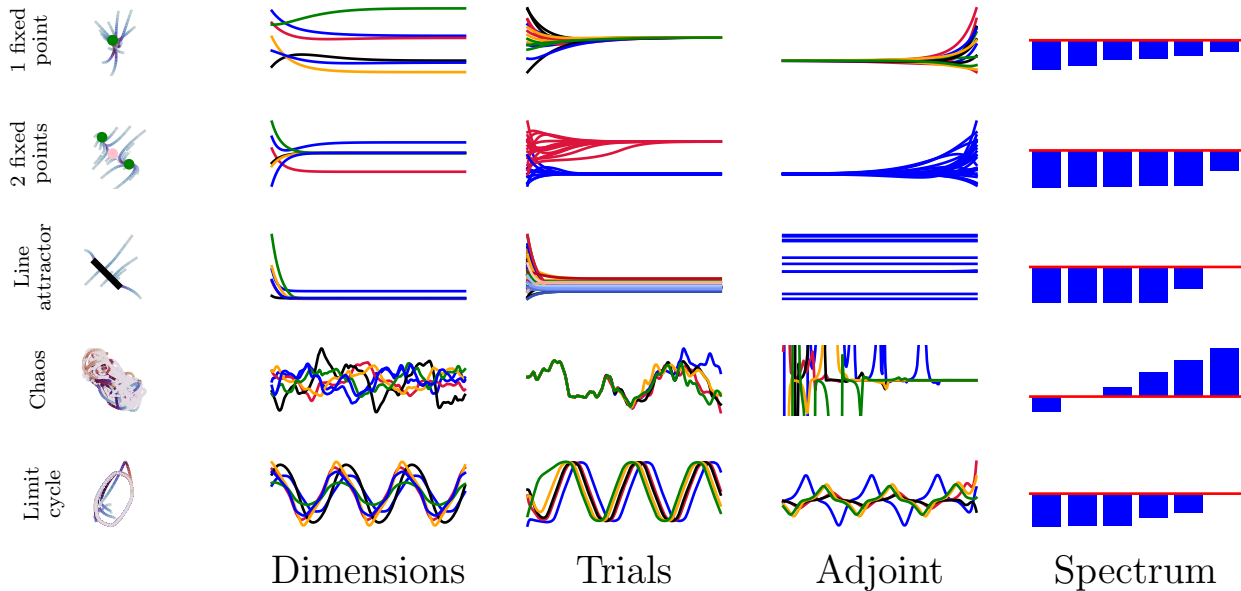 1 fixed
point
2 fixed
points
Line
attractor
Chaos
Limit
cycle
Dimensions
Trials
Adjoint
Spectrum